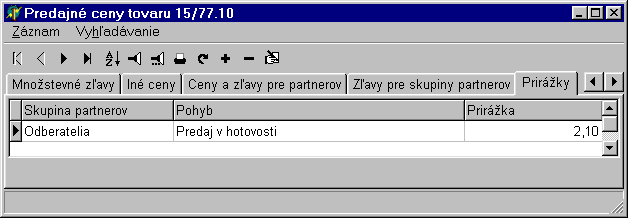 Predajné ceny tovaru 15/77.10
Záznam Vyhľadávanie
Množstevné zľavy Iné ceny Ceny a zľavy pre partnerov Zľavy pre skupiny partnerov Prirážky
Skupina partnerov Pohyb Prirážka
Odberatelia Predaj v hotovosti 2,10